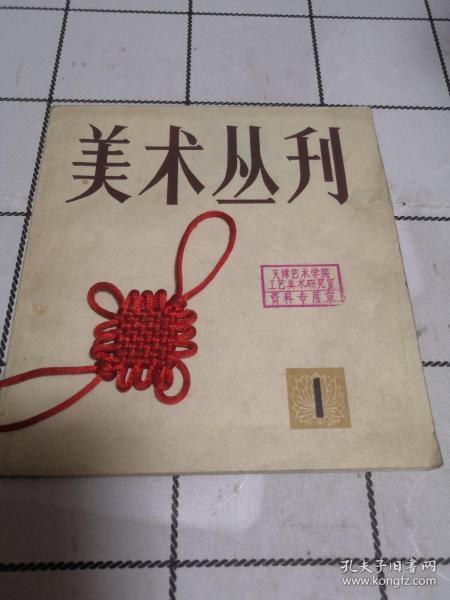 美术丛刊
天津艺术学院
工艺美术研究室
资料专用章
1
孔夫子旧书网
www.kongfz.com